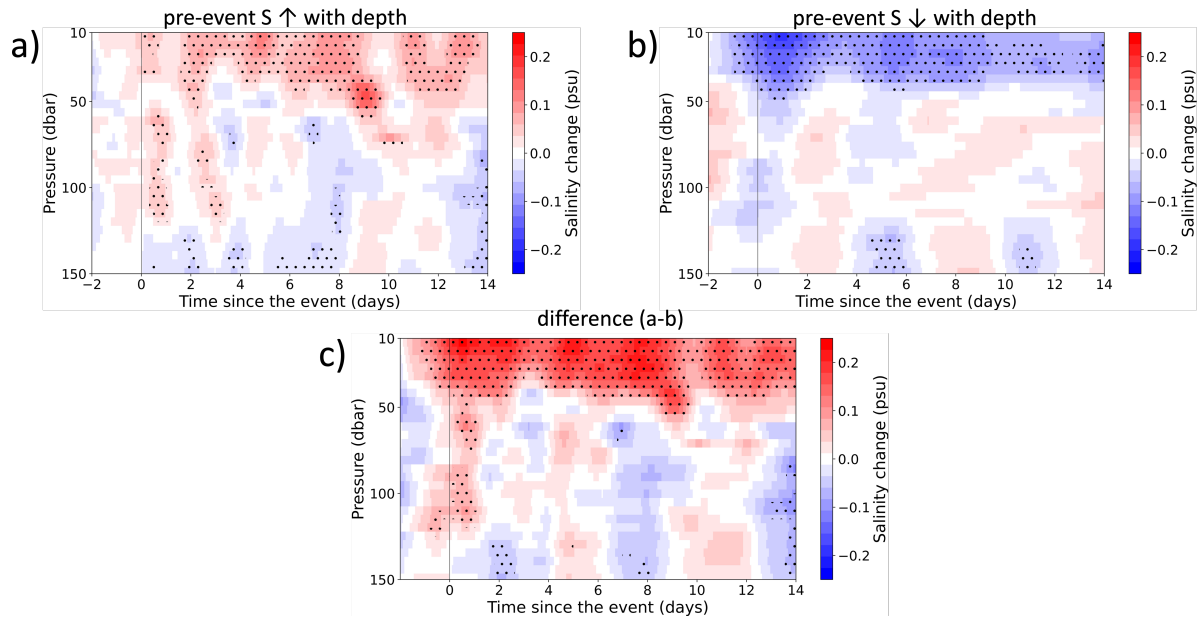 pre-event S ↑ with depth
a)
10
50
100
150
Pressure (dbar)
−2 0 2 4 6 8 10 12 14
Time since the event (days)
0.2
0.1
0.0
−0.1
−0.2
Salinity change (psu)
pre-event S ↓ with depth
b)
10
50
100
150
Pressure (dbar)
−2 0 2 4 6 8 10 12 14
Time since the event (days)
0.2
0.1
0.0
−0.1
−0.2
Salinity change (psu)
difference (a-b)
c)
10
50
100
150
Pressure (dbar)
0 2 4 6 8 10 12 14
Time since the event (days)
0.2
0.1
0.0
−0.1
−0.2
Salinity change (psu)